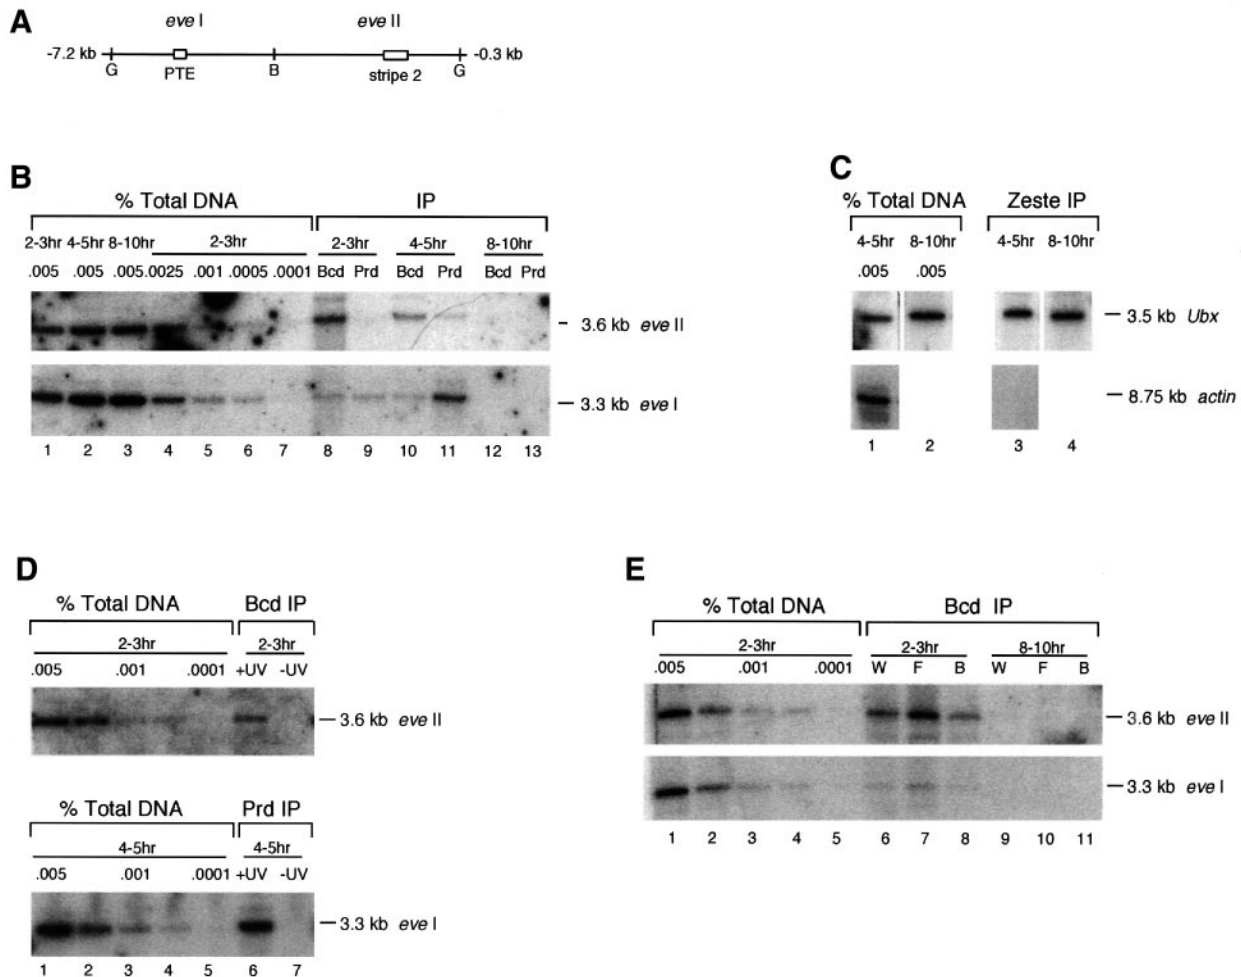 A
eve I
eve II
-7.2 kb
-0.3 kb
G
PTE
B
stripe 2
G
B
% Total DNA
IP
2-3hr 4-5hr 8-10hr 2-3hr 2-3hr 4-5hr 8-10hr
.005 .005 .005 .0025 .001 .0005 .0001 Bcd Prd Bcd Prd Bcd Prd
3.6 kb eve II
3.3 kb eve I
1 2 3 4 5 6 7 8 9 10 11 12 13
C
% Total DNA
Zeste IP
4-5hr 8-10hr 4-5hr 8-10hr
.005 .005
3.5 kb Ubx
8.75 kb actin
1 2 3 4
D
% Total DNA
Bcd IP
2-3hr 2-3hr
.005 .001 .0001 +UV -UV
3.6 kb eve II
% Total DNA
Prd IP
4-5hr 4-5hr
.005 .001 .0001 +UV -UV
3.3 kb eve I
1 2 3 4 5 6 7
E
% Total DNA
Bcd IP
2-3hr 2-3hr 8-10hr
.005 .001 .0001 W F B W F B
3.6 kb eve II
3.3 kb eve I
1 2 3 4 5 6 7 8 9 10 11